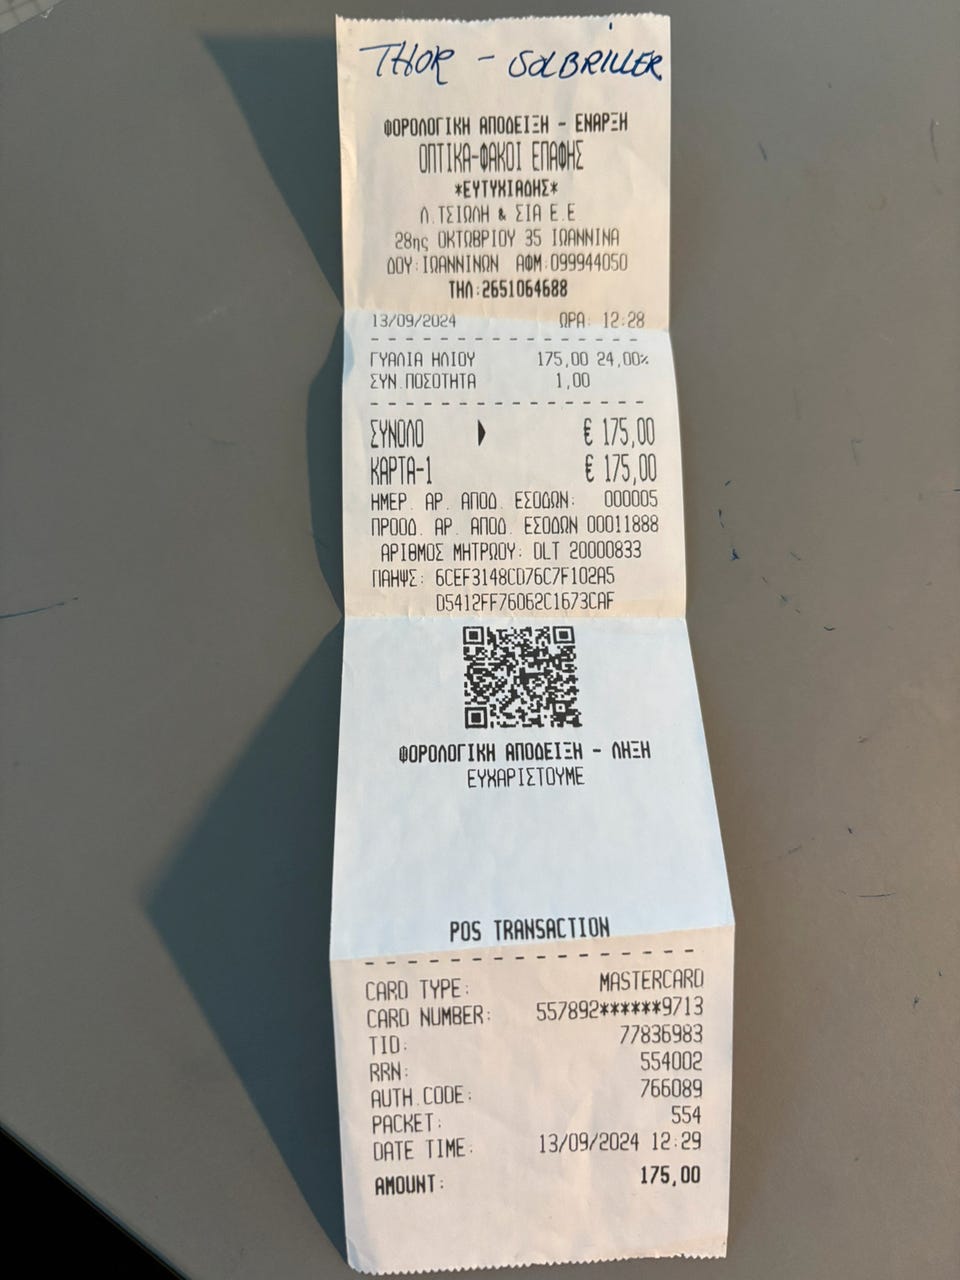 THOR - SOLBRILLER
ΦΟΡΟΛΟΓΙΚΗ ΑΠΟΔΕΙΞΗ - ΕΝΑΡΞΗ
ΟΠΤΙΚΑ-ΦΑΚΟΙ ΕΠΑΦΗΣ
*ΕΥΤΥΧΙΑΔΗΣ*
Λ.ΤΣΙΩΛΗ & ΣΙΑ Ε.Ε
28ης ΟΚΤΩΒΡΙΟΥ 35 ΙΩΑΝΝΙΝΑ
ΔΟΥ:ΙΩΑΝΝΙΝΩΝ ΑΦΜ:099944050
ΤΗΛ:2651064688
13/09/2024 ΩΡΑ: 12:28
ΓΥΑΛΙΑ ΗΛΙΟΥ 175,00 24,00%
ΣΥΝ.ΠΟΣΟΤΗΤΑ 1,00
ΣΥΝΟΛΟ € 175,00
ΚΑΡΤΑ-1 € 175,00
ΗΜΕΡ. ΑΡ. ΑΠΟΔ. ΕΣΟΔΩΝ: 000005
ΠΡΟΟΔ. ΑΡ. ΑΠΟΔ. ΕΣΟΔΩΝ 00011888
ΑΡΙΘΜΟΣ ΜΗΤΡΩΟΥ: DLT 20000833
ΠΑΗΨΣ: 6CEF3148CD76C7F102A5
D5412FF76062C1673CAF
ΦΟΡΟΛΟΓΙΚΗ ΑΠΟΔΕΙΞΗ - ΛΗΞΗ
ΕΥΧΑΡΙΣΤΟΥΜΕ
POS TRANSACTION
CARD TYPE: MASTERCARD
CARD NUMBER: 557892******9713
TID: 77836983
RRN: 554002
AUTH.CODE: 766089
PACKET: 554
DATE TIME: 13/09/2024 12:29
AMOUNT: 175,00